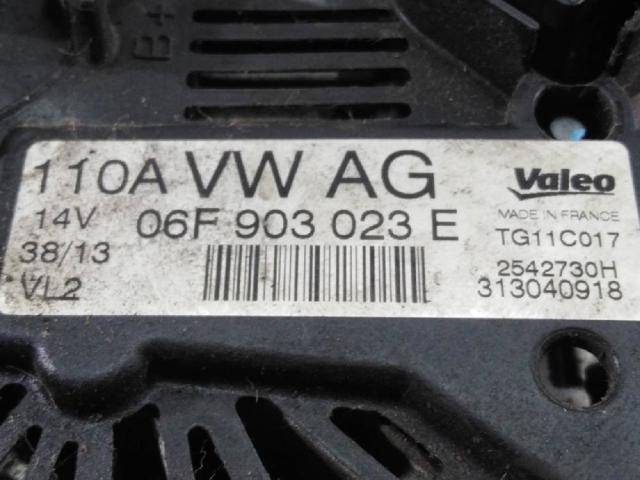 B+
110A VW AG
14V 06F 903 023 E
38/13
VL2
Valeo
MADE IN FRANCE
TG11C017
2542730H
313040918